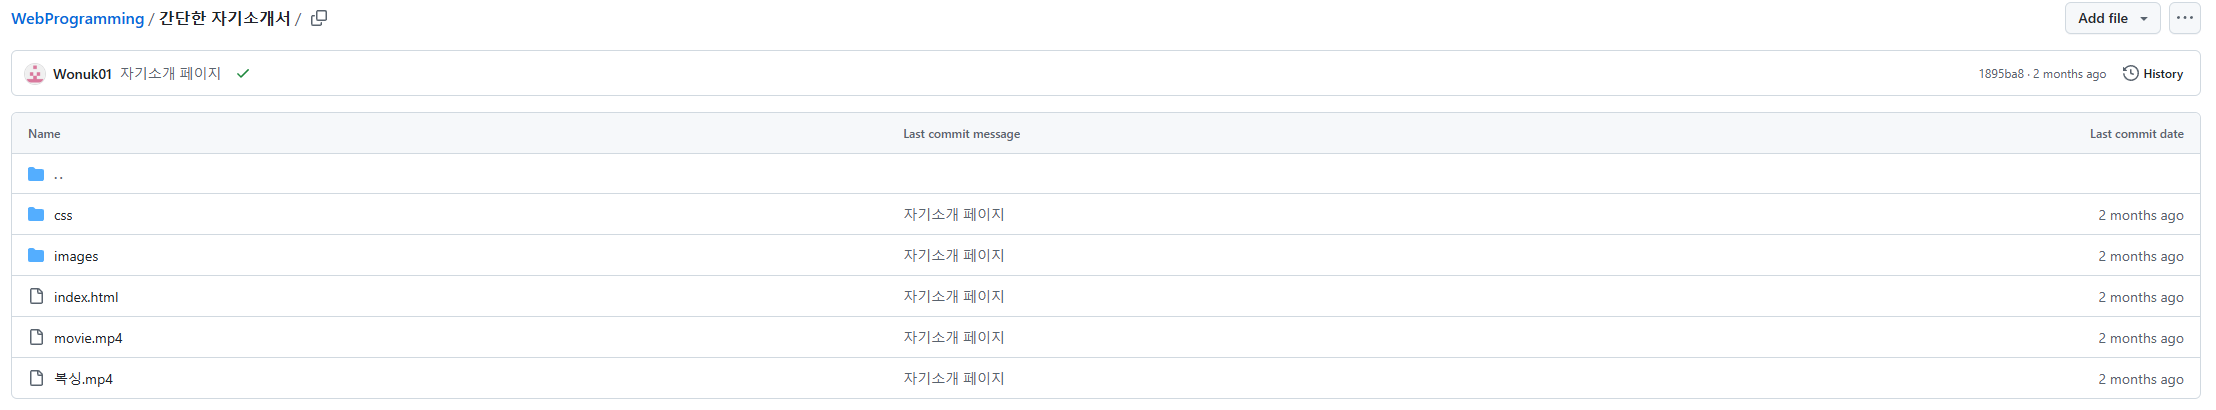 WebProgramming / 간단한 자기소개서 /
Add file
Wonuk01 자기소개 페이지
1895ba8 · 2 months ago
History
Name Last commit message Last commit date
..
css 자기소개 페이지 2 months ago
images 자기소개 페이지 2 months ago
index.html 자기소개 페이지 2 months ago
movie.mp4 자기소개 페이지 2 months ago
복싱.mp4 자기소개 페이지 2 months ago